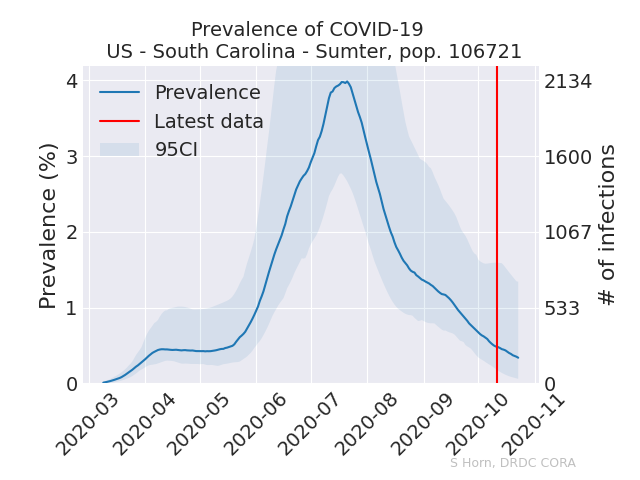 Prevalence of COVID-19
US - South Carolina - Sumter, pop. 106721
Prevalence
Latest data
95CI
Prevalence (%)
4
3
2
1
0
2134
1600
1067
533
0
# of infections
2020-03
2020-04
2020-05
2020-06
2020-07
2020-08
2020-09
2020-10
2020-11
S Horn, DRDC CORA